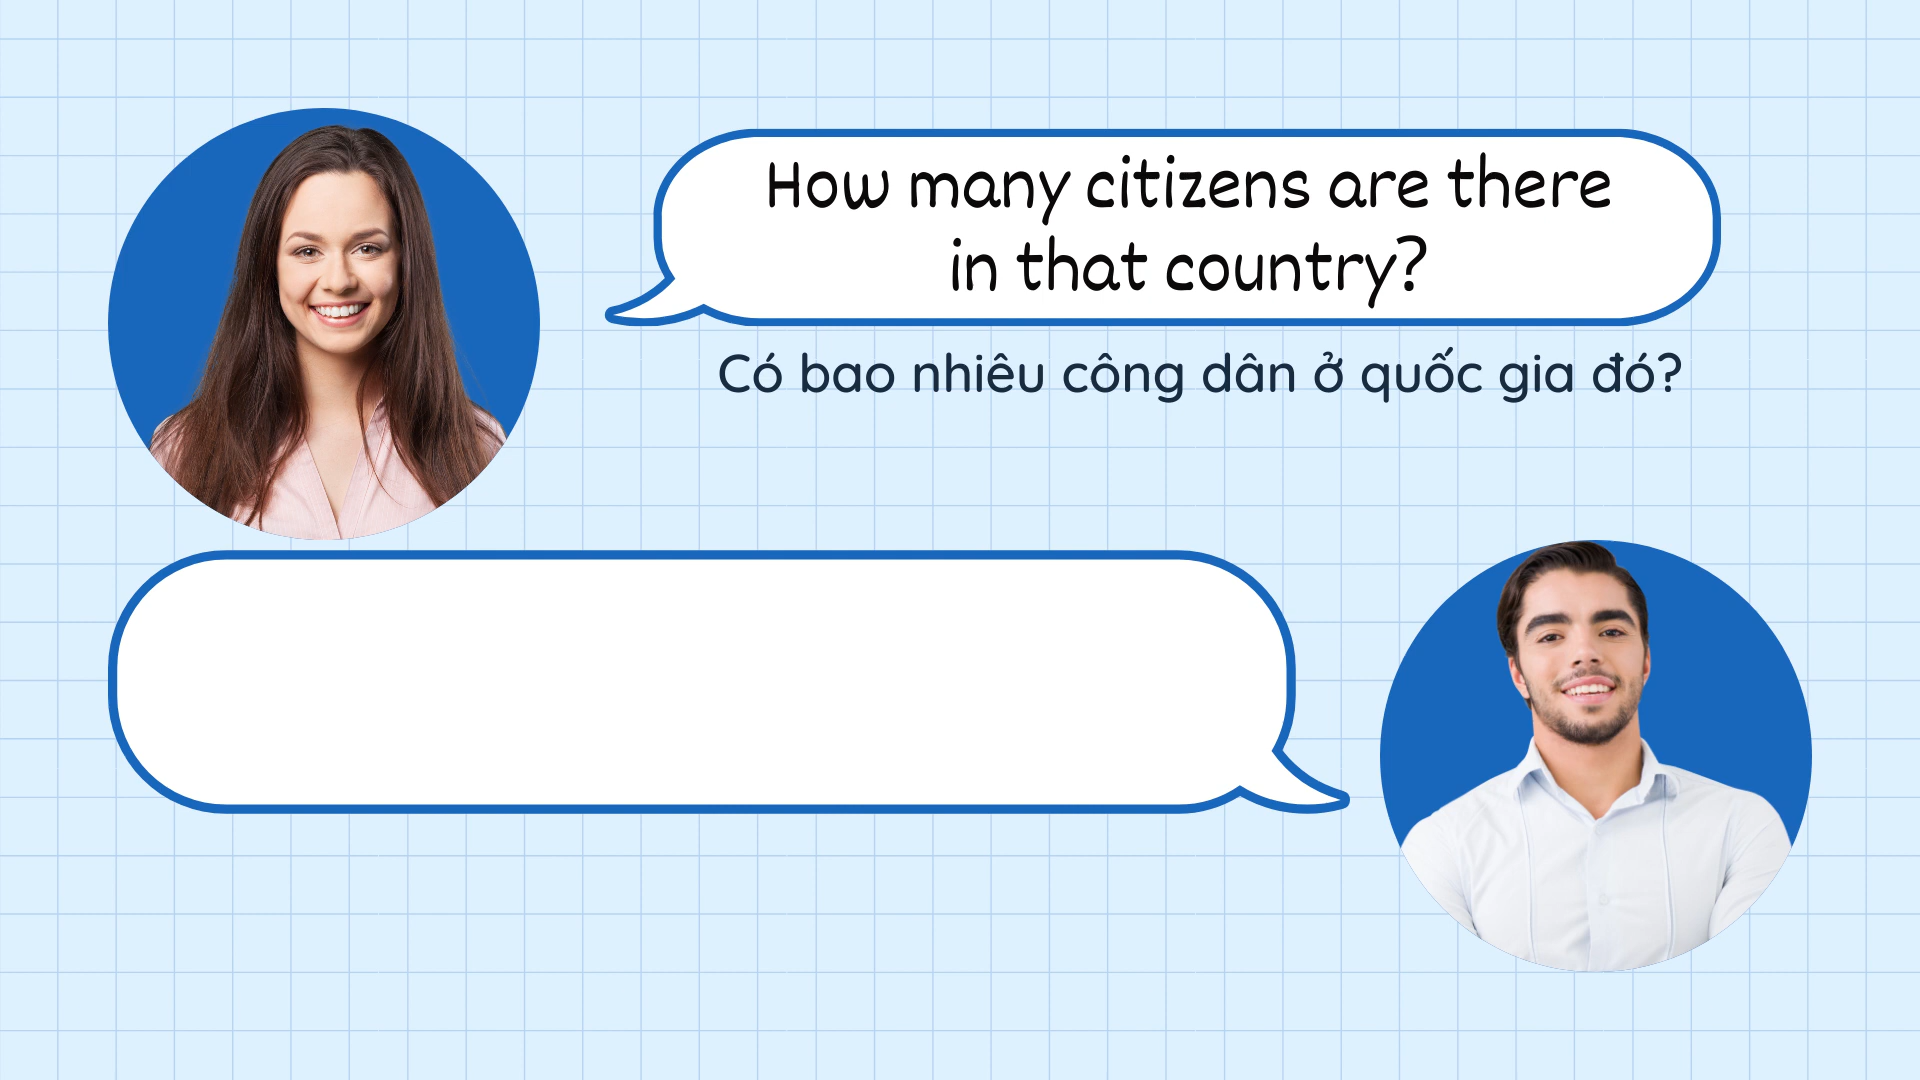 How many citizens are there
in that country?
Có bao nhiêu công dân ở quốc gia đó?